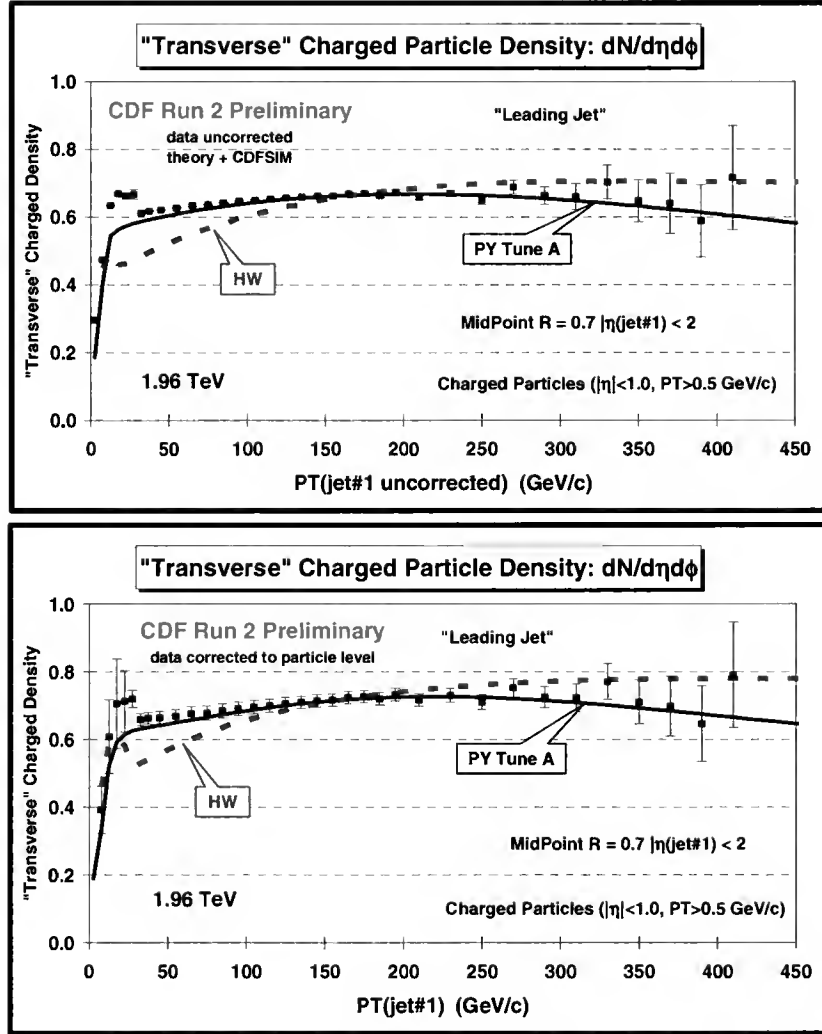 "Transverse" Charged Particle Density: dN/dηdϕ
"Transverse" Charged Density
1.0
0.8
0.6
0.4
0.2
0.0
CDF Run 2 Preliminary
data uncorrected
theory + CDFSIM
"Leading Jet"
PY Tune A
HW
MidPoint R = 0.7 |η(jet#1) < 2
1.96 TeV
Charged Particles (|η|<1.0, PT>0.5 GeV/c)
0 50 100 150 200 250 300 350 400 450
PT(jet#1 uncorrected) (GeV/c)
"Transverse" Charged Particle Density: dN/dηdϕ
"Transverse" Charged Density
1.0
0.8
0.6
0.4
0.2
0.0
CDF Run 2 Preliminary
data corrected to particle level
"Leading Jet"
PY Tune A
HW
MidPoint R = 0.7 |η(jet#1) < 2
1.96 TeV
Charged Particles (|η|<1.0, PT>0.5 GeV/c)
0 50 100 150 200 250 300 350 400 450
PT(jet#1) (GeV/c)